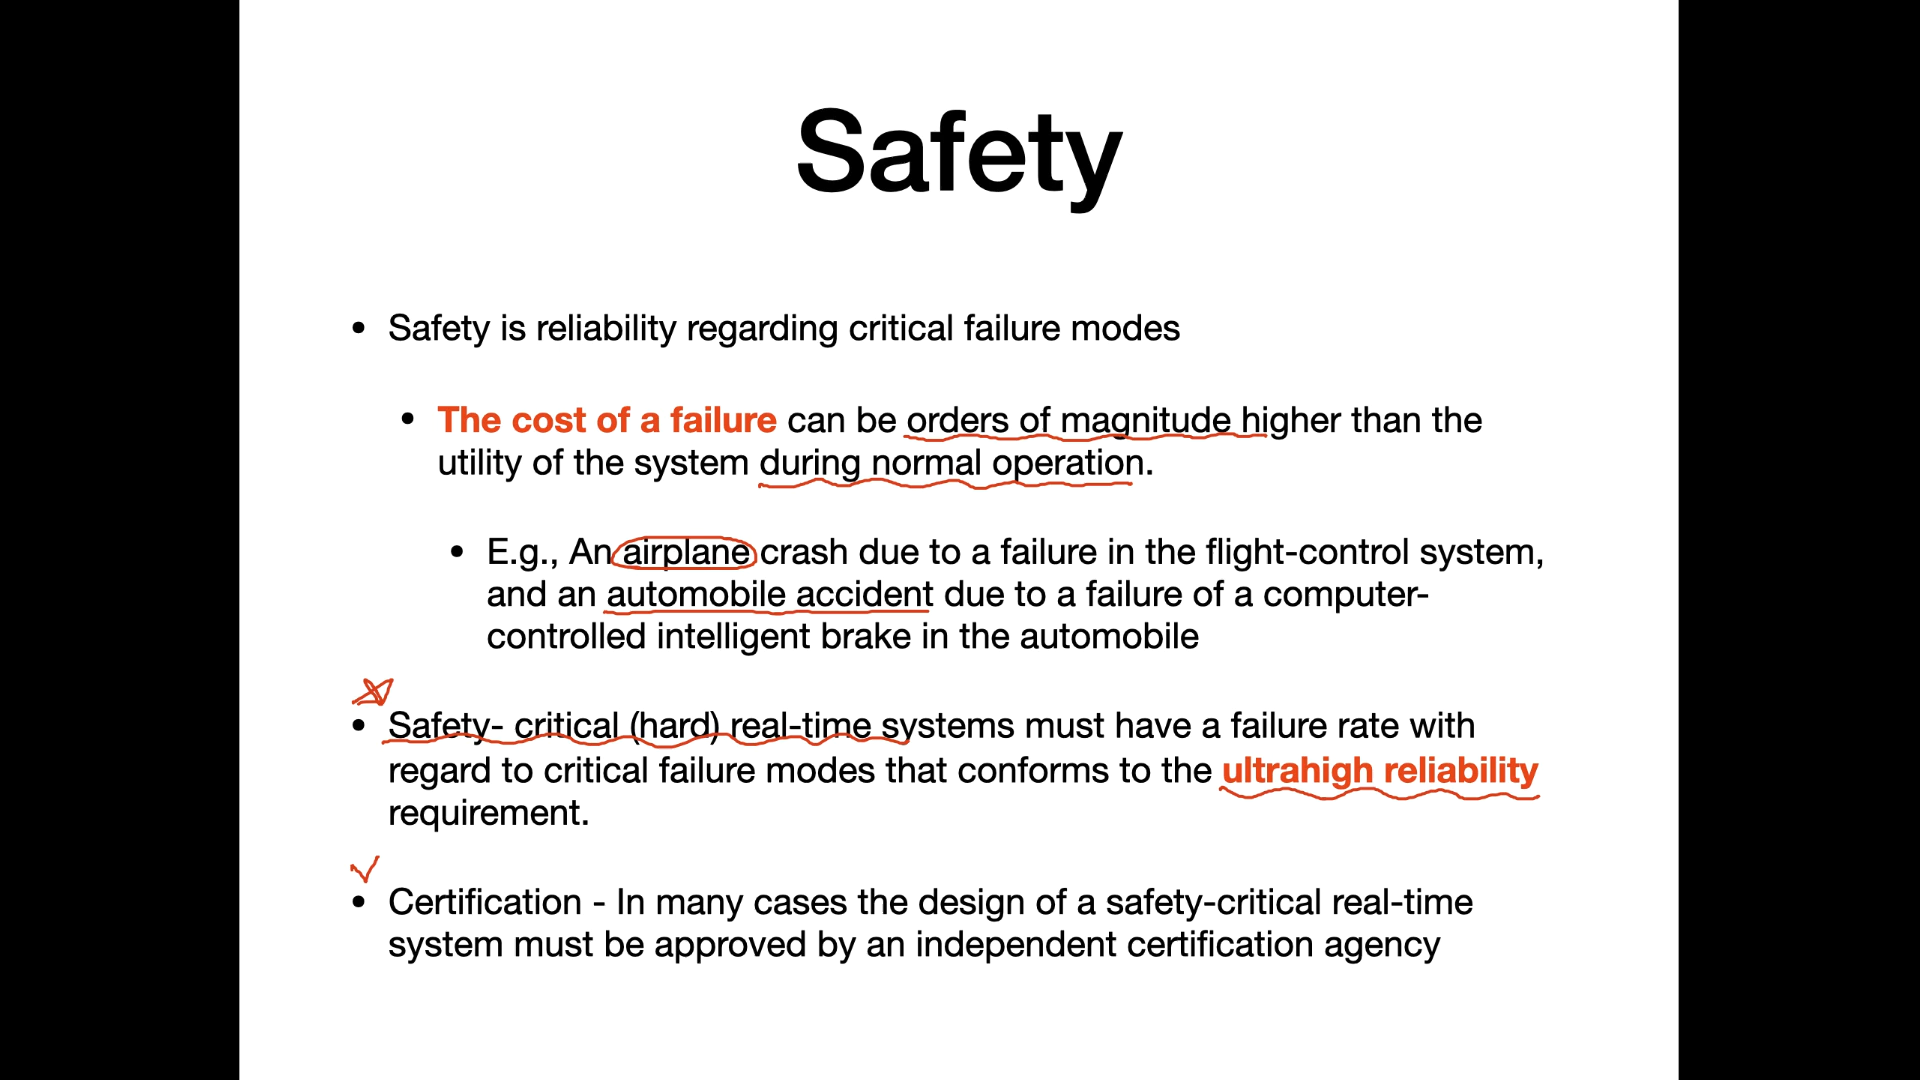 Safety
• Safety is reliability regarding critical failure modes
• The cost of a failure can be orders of magnitude higher than the
utility of the system during normal operation.
• E.g., An airplane crash due to a failure in the flight-control system,
and an automobile accident due to a failure of a computer-
controlled intelligent brake in the automobile
• Safety- critical (hard) real-time systems must have a failure rate with
regard to critical failure modes that conforms to the ultrahigh reliability
requirement.
• Certification - In many cases the design of a safety-critical real-time
system must be approved by an independent certification agency